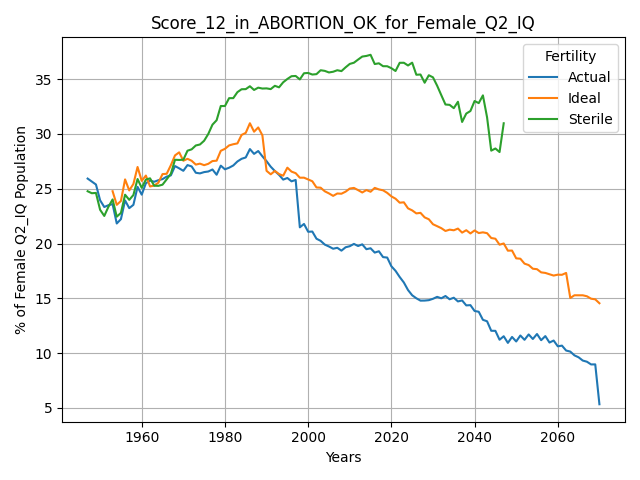 Score_12_in_ABORTION_OK_for_Female_Q2_IQ
% of Female Q2_IQ Population
35
30
25
20
15
10
5
Fertility
Actual
Ideal
Sterile
1960
1980
2000
2020
2040
2060
Years